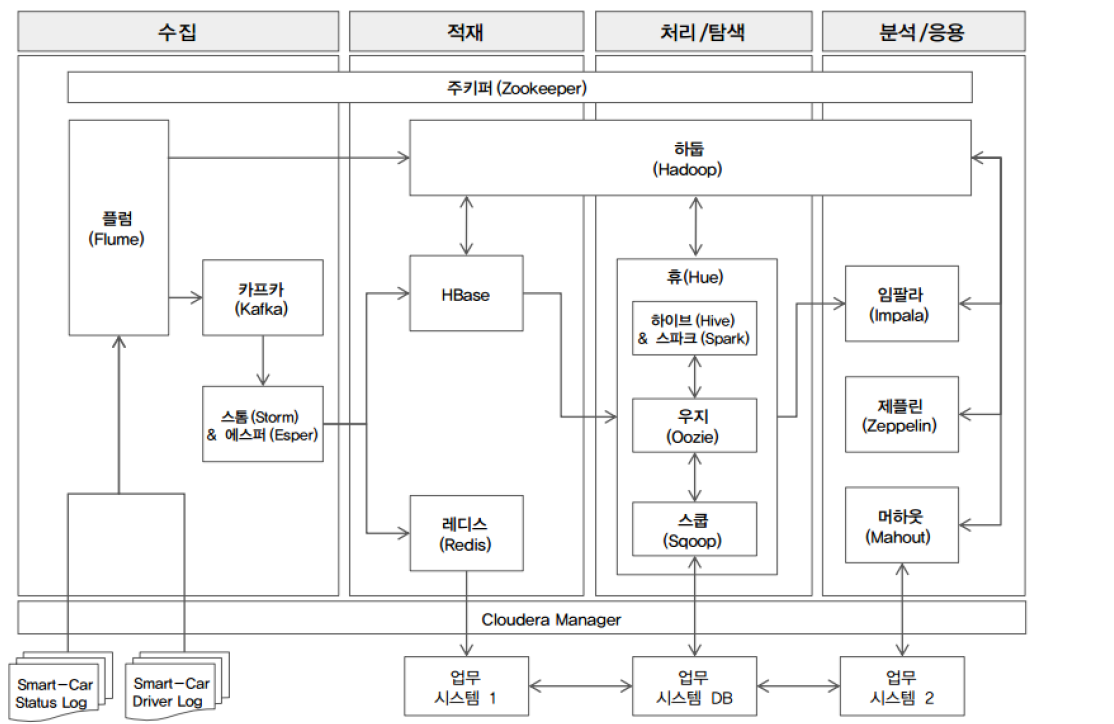 수집
적재
처리/탐색
분석/응용
주키퍼(Zookeeper)
하둡
(Hadoop)
플럼
(Flume)
카프카
(Kafka)
HBase
휴(Hue)
하이브(Hive)
& 스파크(Spark)
임팔라
(Impala)
스톰(Storm)
& 에스퍼(Esper)
우지
(Oozie)
제플린
(Zeppelin)
레디스
(Redis)
스쿱
(Sqoop)
머하웃
(Mahout)
Cloudera Manager
Smart-Car
Status Log
Smart-Car
Driver Log
업무
시스템 1
업무
시스템 DB
업무
시스템 2